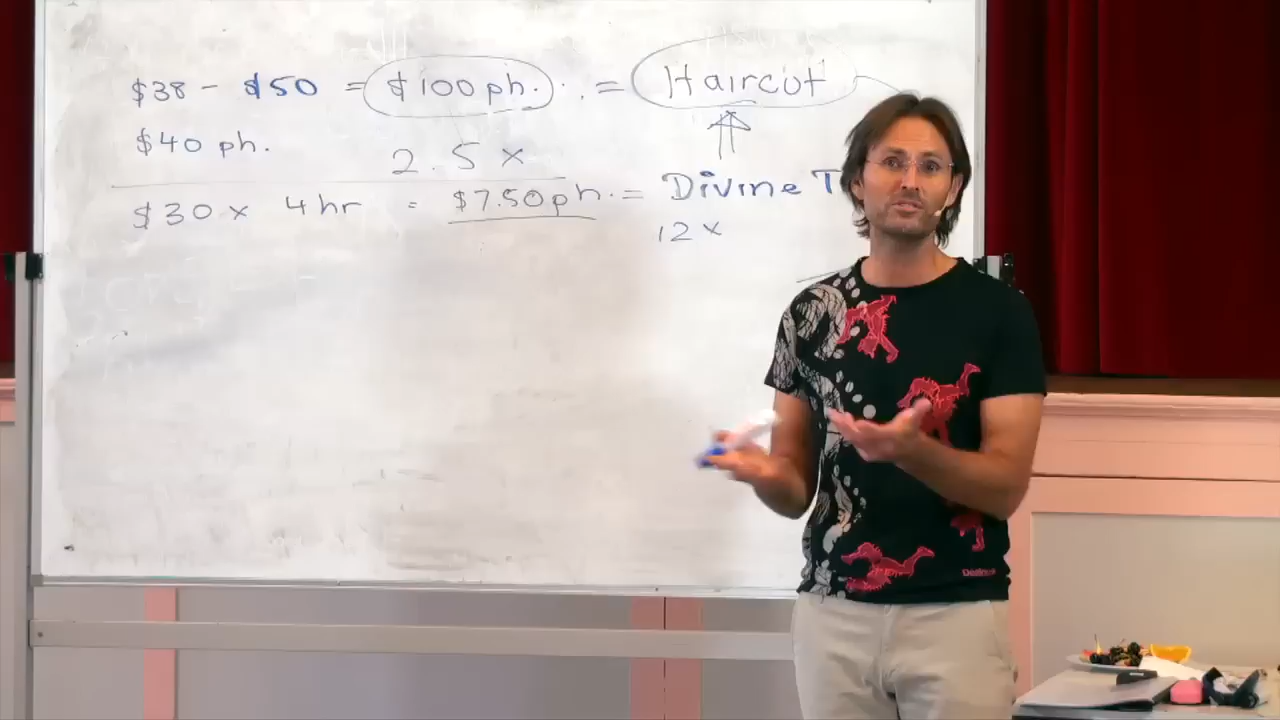 $38 - $50 = $100 ph. = Haircut
$40 ph.
2.5 x
$30 x 4 hr = $7.50 ph. = Divine T
12 x